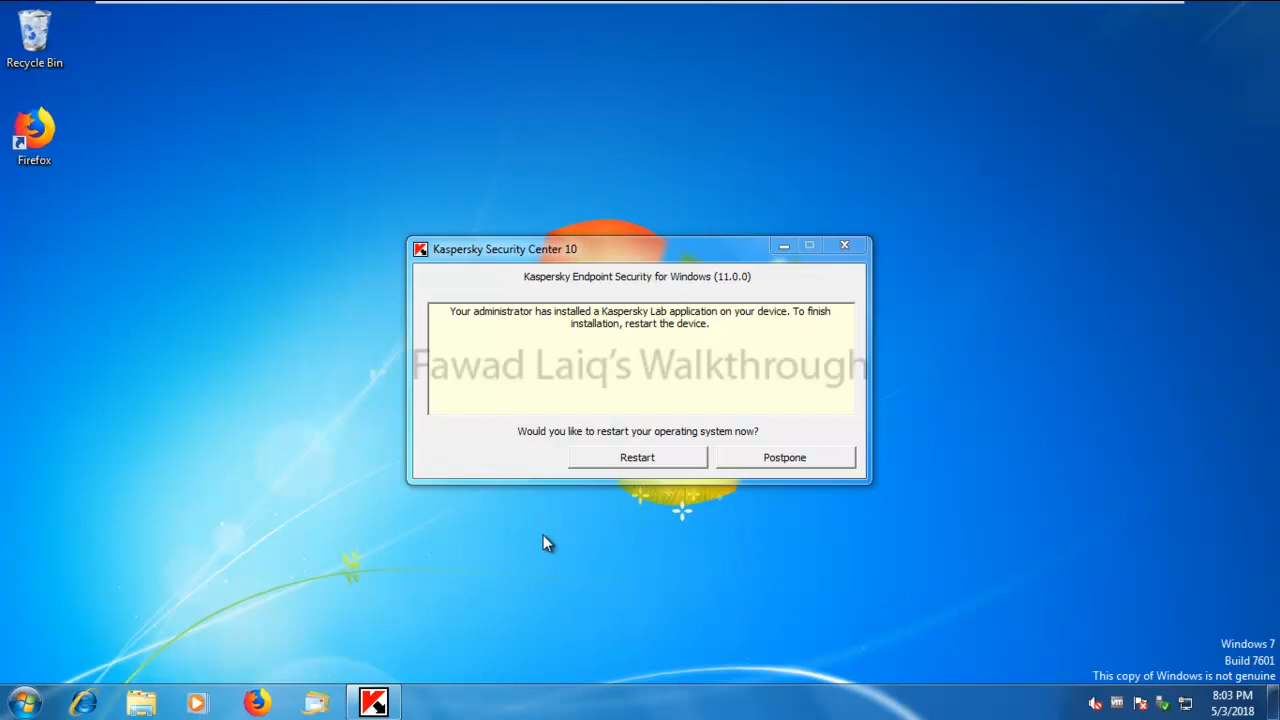 Recycle Bin
Firefox
Kaspersky Security Center 10
Kaspersky Endpoint Security for Windows (11.0.0)
Your administrator has installed a Kaspersky Lab application on your device. To finish
installation, restart the device.
Fawad Laiq's Walkthrough
Would you like to restart your operating system now?
Restart
Postpone
Windows 7
Build 7601
This copy of Windows is not genuine
8:03 PM
5/3/2018